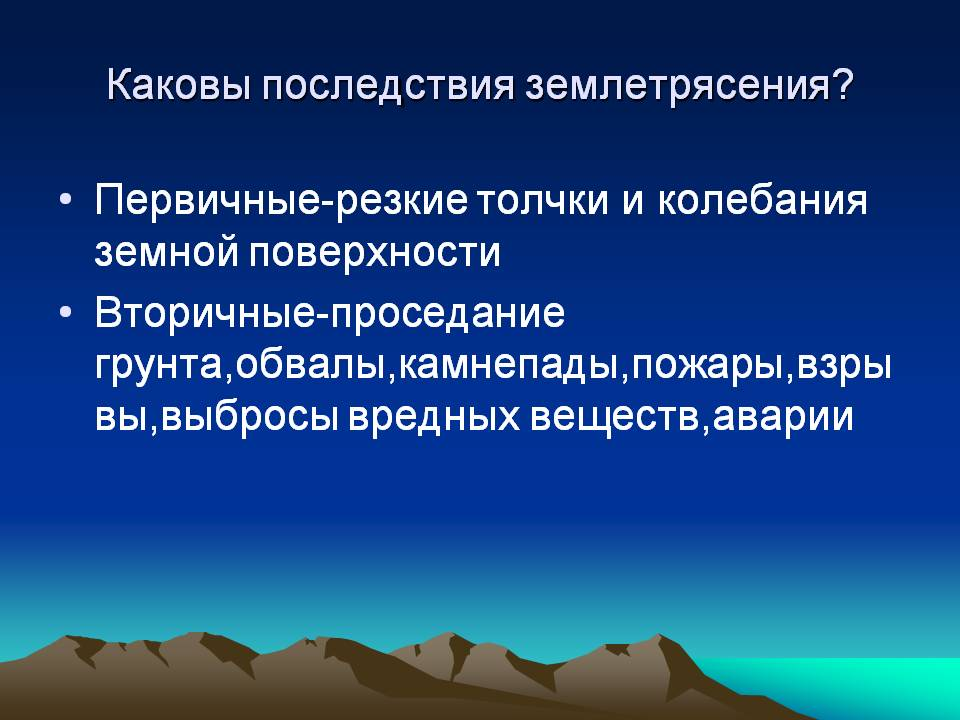 Каковы последствия землетрясения?
• Первичные-резкие толчки и колебания
земной поверхности
• Вторичные-проседание
грунта,обвалы,камнепады,пожары,взры
вы,выбросы вредных веществ,аварии